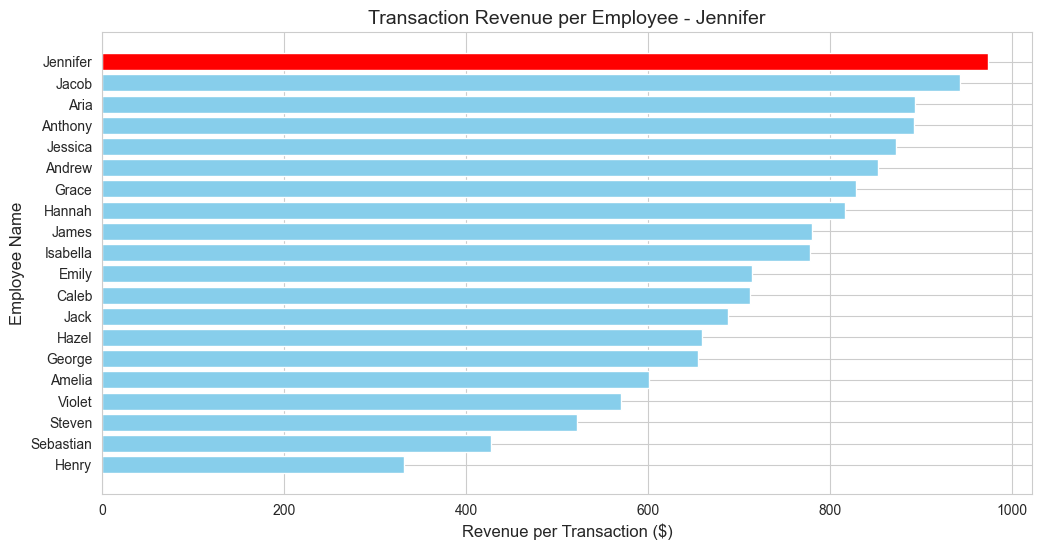 Transaction Revenue per Employee - Jennifer
Employee Name
Jennifer
Jacob
Aria
Anthony
Jessica
Andrew
Grace
Hannah
James
Isabella
Emily
Caleb
Jack
Hazel
George
Amelia
Violet
Steven
Sebastian
Henry
0 200 400 600 800 1000
Revenue per Transaction ($)